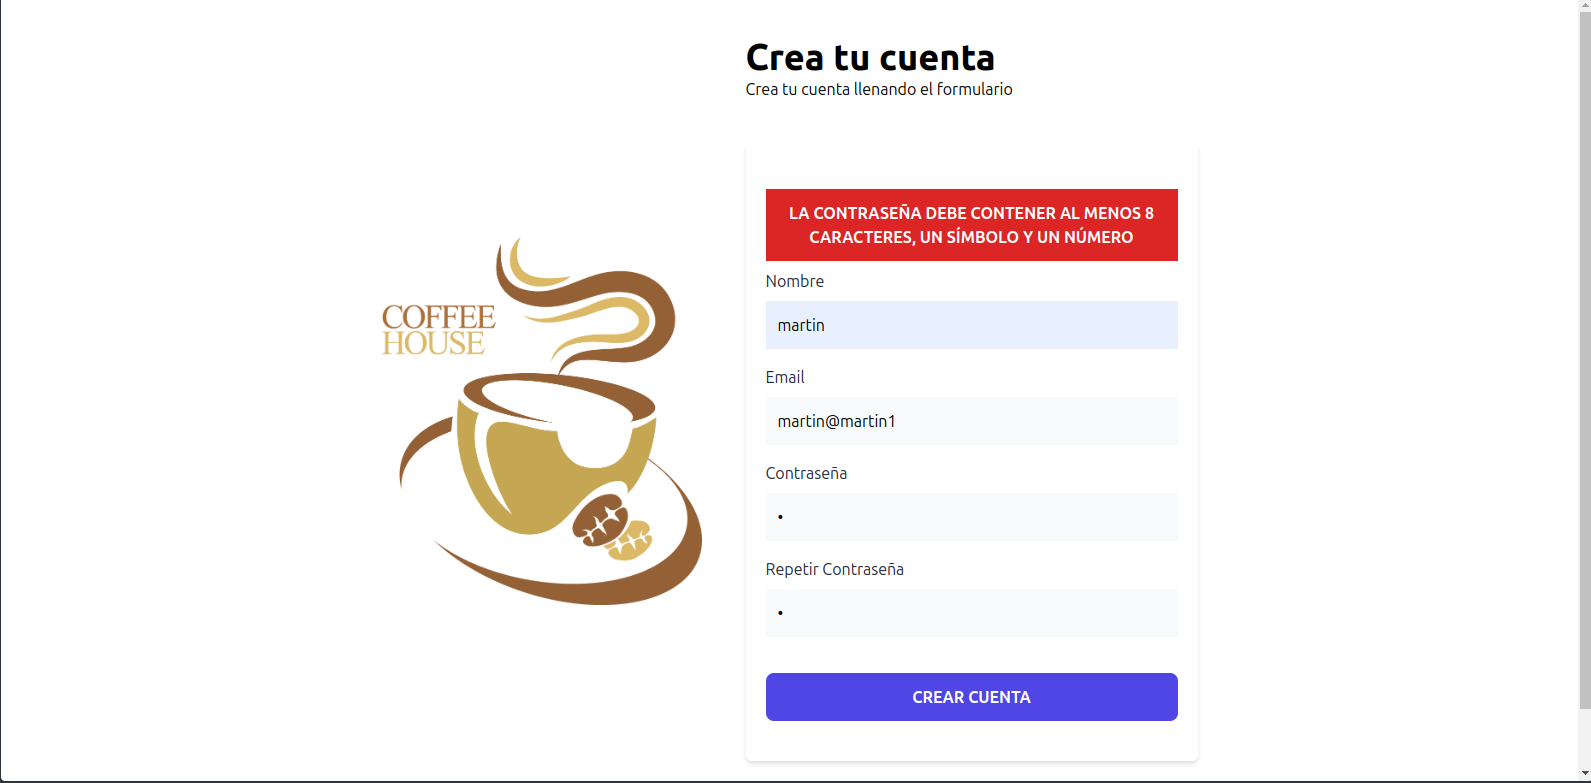 Crea tu cuenta
Crea tu cuenta llenando el formulario
COFFEE
HOUSE
LA CONTRASEÑA DEBE CONTENER AL MENOS 8
CARACTERES, UN SÍMBOLO Y UN NÚMERO
Nombre
martin
Email
martin@martin1
Contraseña
•
Repetir Contraseña
•
CREAR CUENTA